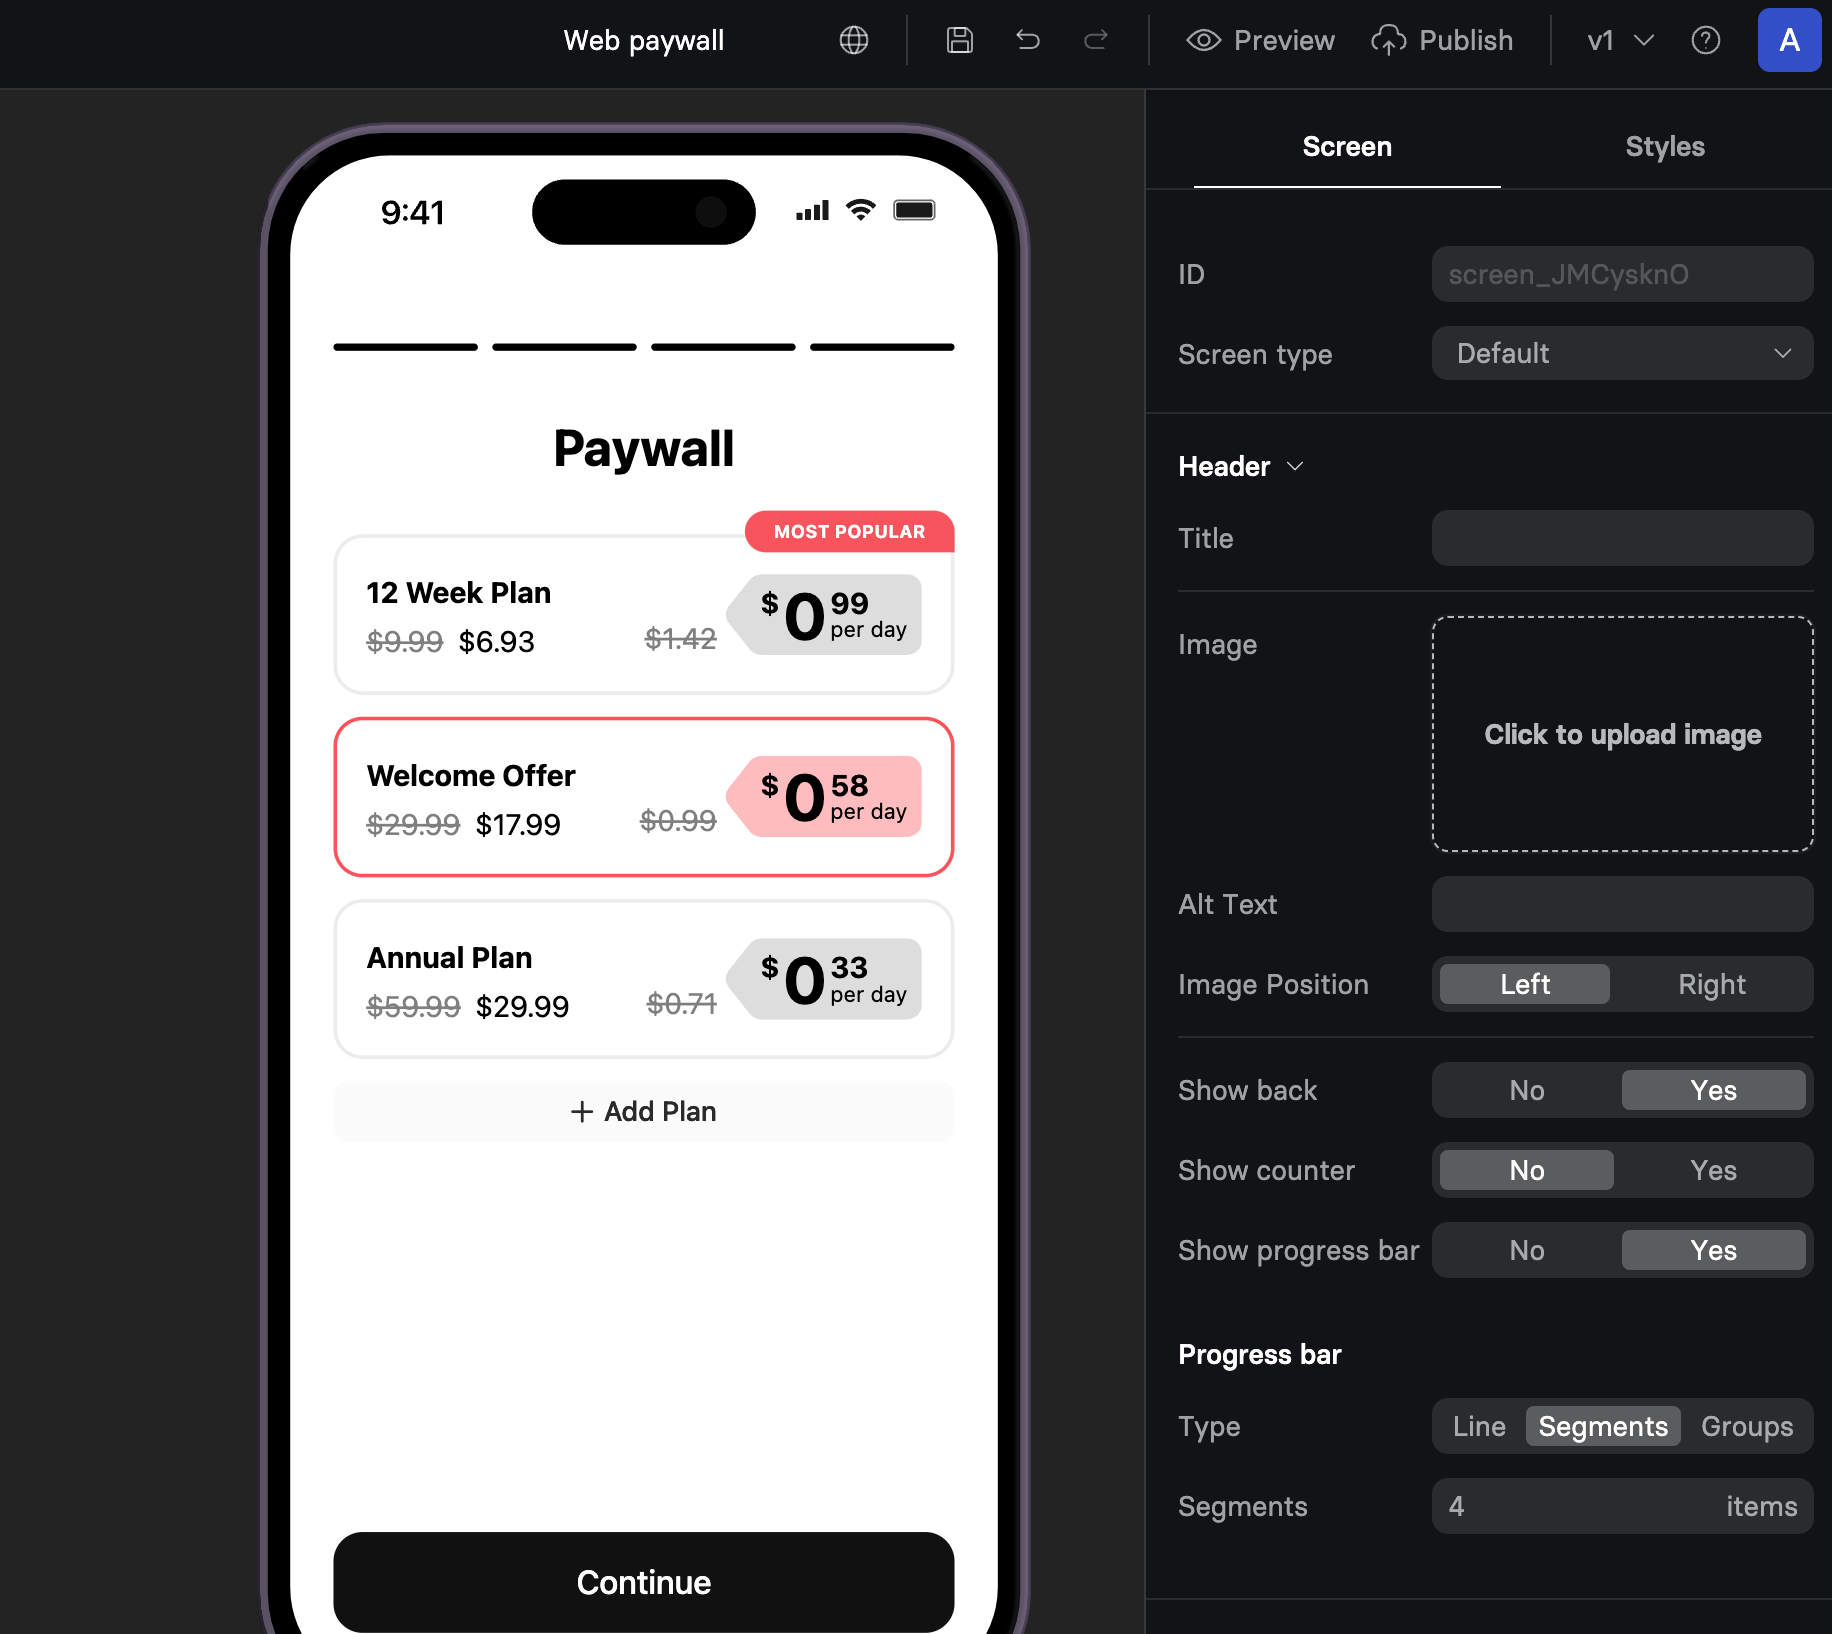 Web paywall
Preview
Publish
v1
A
9:41
Paywall
MOST POPULAR
12 Week Plan
$9.99 $6.93
$1.42
$0 99 per day
Welcome Offer
$29.99 $17.99
$0.99
$0 58 per day
Annual Plan
$59.99 $29.99
$0.71
$0 33 per day
+ Add Plan
Continue
Screen Styles
ID screen_JMCysknO
Screen type Default
Header
Title
Image
Click to upload image
Alt Text
Image Position Left Right
Show back No Yes
Show counter No Yes
Show progress bar No Yes
Progress bar
Type Line Segments Groups
Segments 4 items